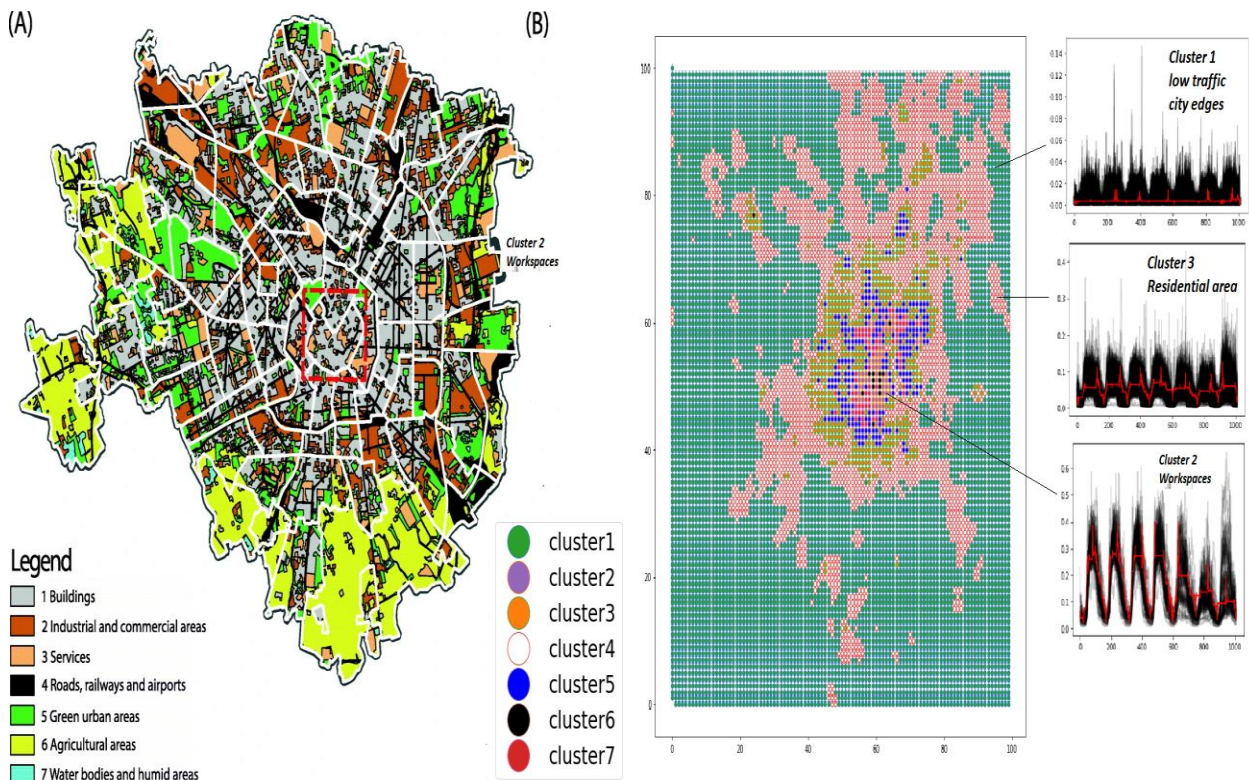 (A)
Cluster 2
Workspaces
Legend
1 Buildings
2 Industrial and commercial areas
3 Services
4 Roads, railways and airports
5 Green urban areas
6 Agricultural areas
7 Water bodies and humid areas
cluster1
cluster2
cluster3
cluster4
cluster5
cluster6
cluster7
(B)
100
80
60
40
20
0
0 20 40 60 80 100
Cluster 1
low traffic
city edges
0.14
0.12
0.10
0.08
0.06
0.04
0.02
0.00
0 200 400 600 800 1000
Cluster 3
Residential area
0.4
0.3
0.2
0.1
0.0
0 200 400 600 800 1000
Cluster 2
Workspaces
0.6
0.5
0.4
0.3
0.2
0.1
0.0
0 200 400 600 800 1000